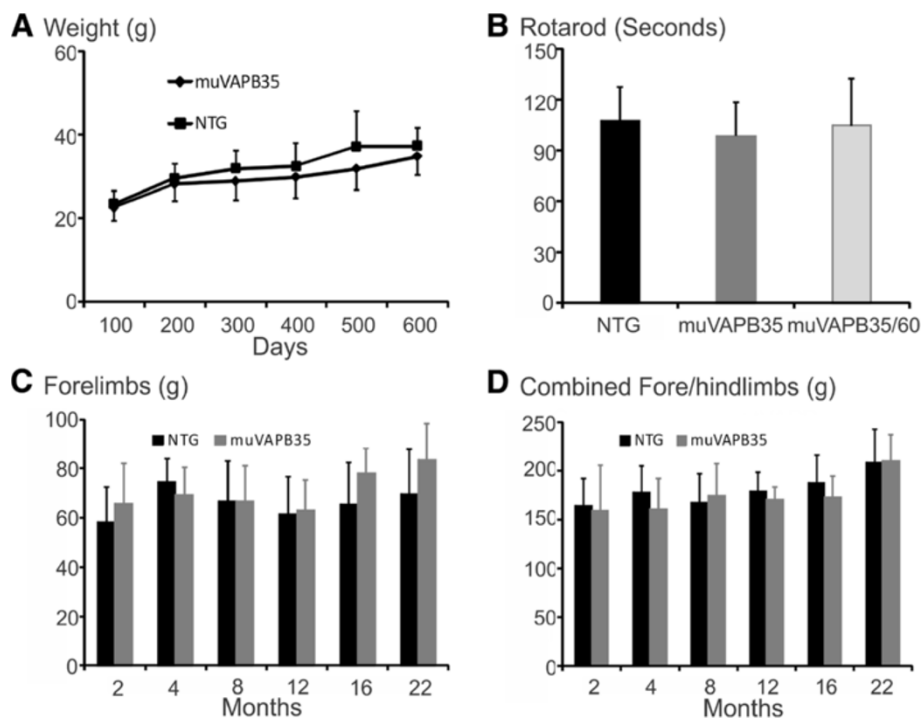 A Weight (g)
60
40
20
0
muVAPB35
NTG
100 200 300 400 500 600
Days
B Rotarod (Seconds)
150
120
90
60
30
0
NTG muVAPB35 muVAPB35/60
C Forelimbs (g)
100
80
60
40
20
0
NTG muVAPB35
2 4 8 12 16 22
Months
D Combined Fore/hindlimbs (g)
250
200
150
100
50
0
NTG muVAPB35
2 4 8 12 16 22
Months